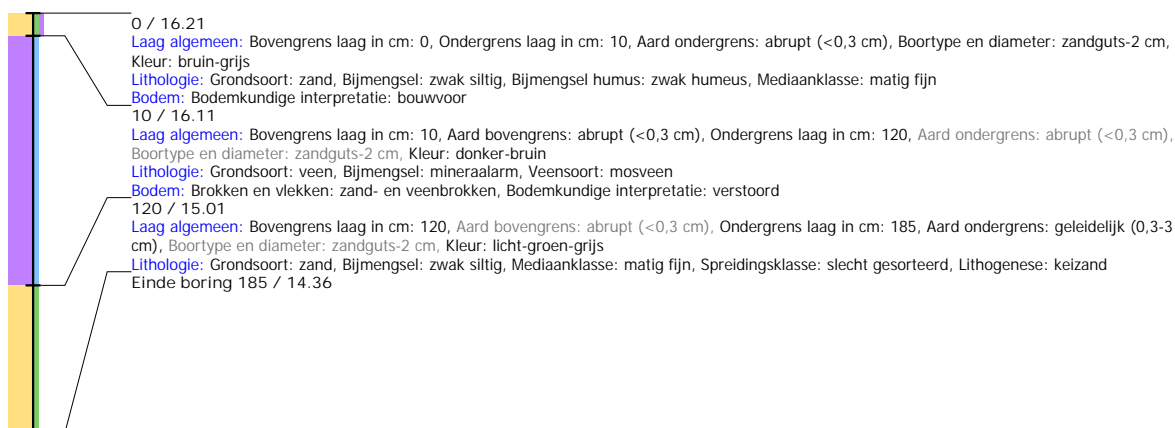 0 / 16.21
Laag algemeen: Bovengrens laag in cm: 0, Ondergrens laag in cm: 10, Aard ondergrens: abrupt (<0,3 cm), Boortype en diameter: zandguts-2 cm,
Kleur: bruin-grijs
Lithologie: Grondsoort: zand, Bijmengsel: zwak siltig, Bijmengsel humus: zwak humeus, Mediaanklasse: matig fijn
Bodem: Bodemkundige interpretatie: bouwvoor
10 / 16.11
Laag algemeen: Bovengrens laag in cm: 10, Aard bovengrens: abrupt (<0,3 cm), Ondergrens laag in cm: 120, Aard ondergrens: abrupt (<0,3 cm),
Boortype en diameter: zandguts-2 cm, Kleur: donker-bruin
Lithologie: Grondsoort: veen, Bijmengsel: mineraalarm, Veensoort: mosveen
Bodem: Brokken en vlekken: zand- en veenbrokken, Bodemkundige interpretatie: verstoord
120 / 15.01
Laag algemeen: Bovengrens laag in cm: 120, Aard bovengrens: abrupt (<0,3 cm), Ondergrens laag in cm: 185, Aard ondergrens: geleidelijk (0,3-3
cm), Boortype en diameter: zandguts-2 cm, Kleur: licht-groen-grijs
Lithologie: Grondsoort: zand, Bijmengsel: zwak siltig, Mediaanklasse: matig fijn, Spreidingsklasse: slecht gesorteerd, Lithogenese: keizand
Einde boring 185 / 14.36